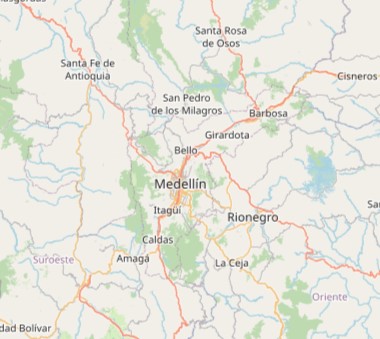 Santa Rosa
de Osos
Santa Fe de
Antioquia
Cisneros
San Pedro
de los Milagros
Barbosa
Girardota
Bello
Medellín
Itagüí
Rionegro
Caldas
Suroeste
Amagá
La Ceja
Oriente
dad Bolívar